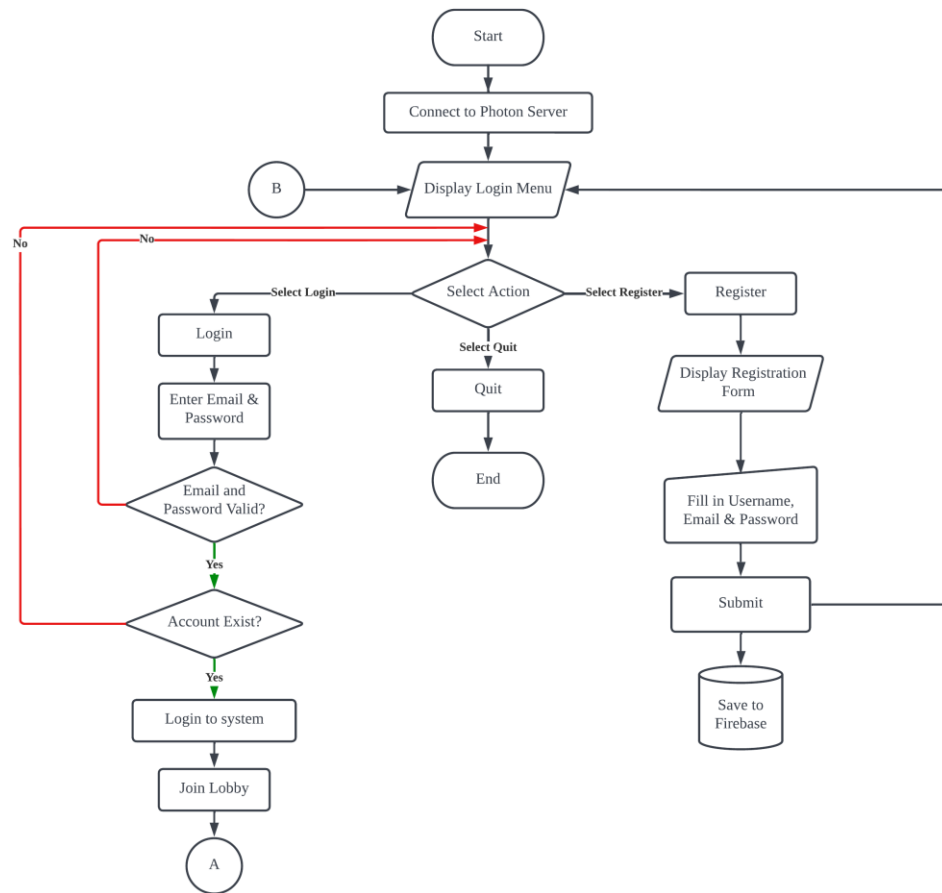 Start
Connect to Photon Server
B
Display Login Menu
No
No
Select Login
Select Action
Select Register
Register
Login
Select Quit
Display Registration
Form
Enter Email &
Password
Quit
Email and
Password Valid?
End
Fill in Username,
Email & Password
Yes
Account Exist?
Submit
Yes
Login to system
Save to
Firebase
Join Lobby
A